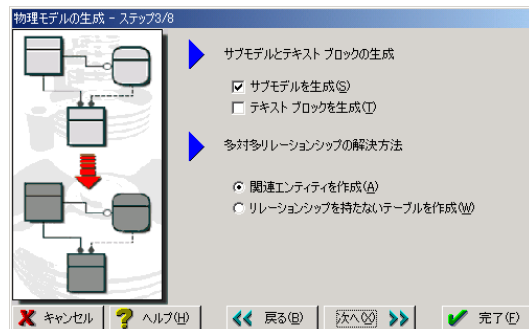 物理モデルの生成 - ステップ3/8
サブモデルとテキスト ブロックの生成
サブモデルを生成(S)
テキスト ブロックを生成(T)
多対多リレーションシップの解決方法
関連エンティティを作成(A)
リレーションシップを持たないテーブルを作成(W)
キャンセル ヘルプ(H) 戻る(B) 次へ(X) 完了(F)